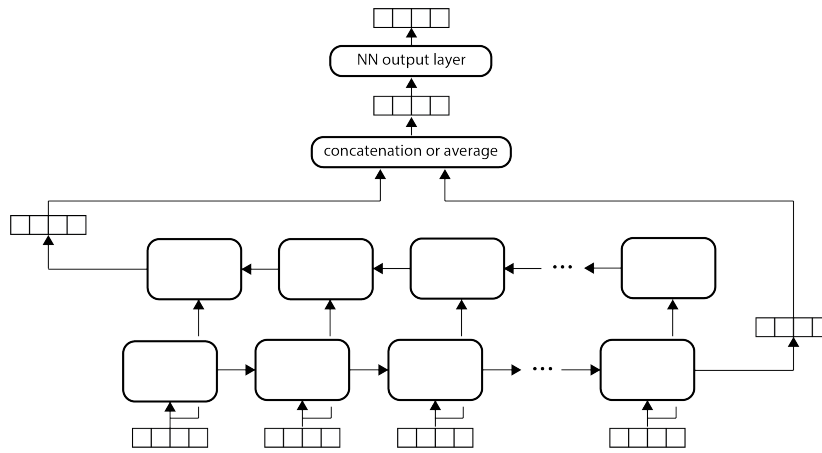 NN output layer
concatenation or average
...
...